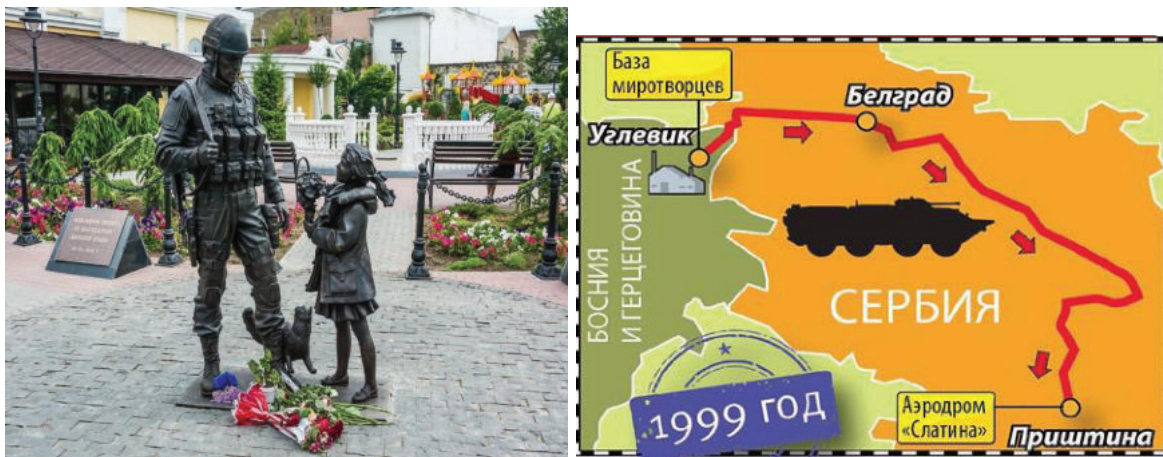 База
миротворцев
Белград
Углевик
БОСНИЯ
И ГЕРЦЕГОВИНА
СЕРБИЯ
1999 ГОД
Аэродром
«Слатина»
Приштина